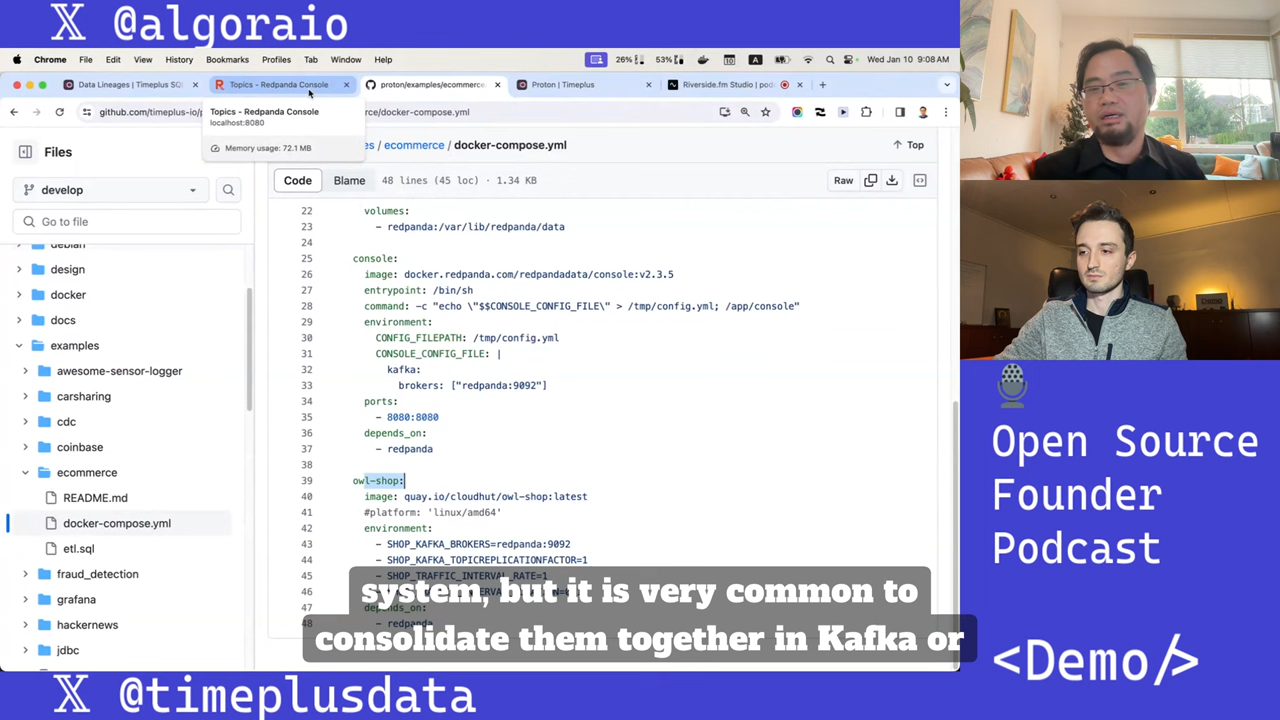 𝕏 @algoraio
Chrome File Edit View History Bookmarks Profiles Tab Window Help 26% 53% A Wed Jan 10 9:08 AM
Data Lineages | Timeplus SQ
Topics - Redpanda Console
proton/examples/ecommerce
Proton | Timeplus
Riverside.fm Studio | pod
github.com/timeplus-io/p
rce/docker-compose.yml
Topics - Redpanda Console
localhost:8080
Memory usage: 72.1 MB
Files
develop
Go to file
debian
design
docker
docs
examples
awesome-sensor-logger
carsharing
cdc
coinbase
ecommerce
README.md
docker-compose.yml
etl.sql
fraud_detection
grafana
hackernews
jdbc
es / ecommerce / docker-compose.yml
Top
Code Blame 48 lines (45 loc) · 1.34 KB Raw
22 volumes:
23 - redpanda:/var/lib/redpanda/data
24
25 console:
26 image: docker.redpanda.com/redpandadata/console:v2.3.5
27 entrypoint: /bin/sh
28 command: -c "echo \"$$CONSOLE_CONFIG_FILE\" > /tmp/config.yml; /app/console"
29 environment:
30 CONFIG_FILEPATH: /tmp/config.yml
31 CONSOLE_CONFIG_FILE: |
32 kafka:
33 brokers: ["redpanda:9092"]
34 ports:
35 - 8080:8080
36 depends_on:
37 - redpanda
38
39 owl-shop:
40 image: quay.io/cloudhut/owl-shop:latest
41 #platform: 'linux/amd64'
42 environment:
43 - SHOP_KAFKA_BROKERS=redpanda:9092
44 - SHOP_KAFKA_TOPICREPLICATIONFACTOR=1
45 - SHOP_TRAFFIC_INTERVAL_RATE=1
47 depends_on:
48 - redpanda
system, but it is very common to
consolidate them together in Kafka or
Demo
Open Source
Founder
Podcast
<Demo/>
𝕏 @timeplusdata